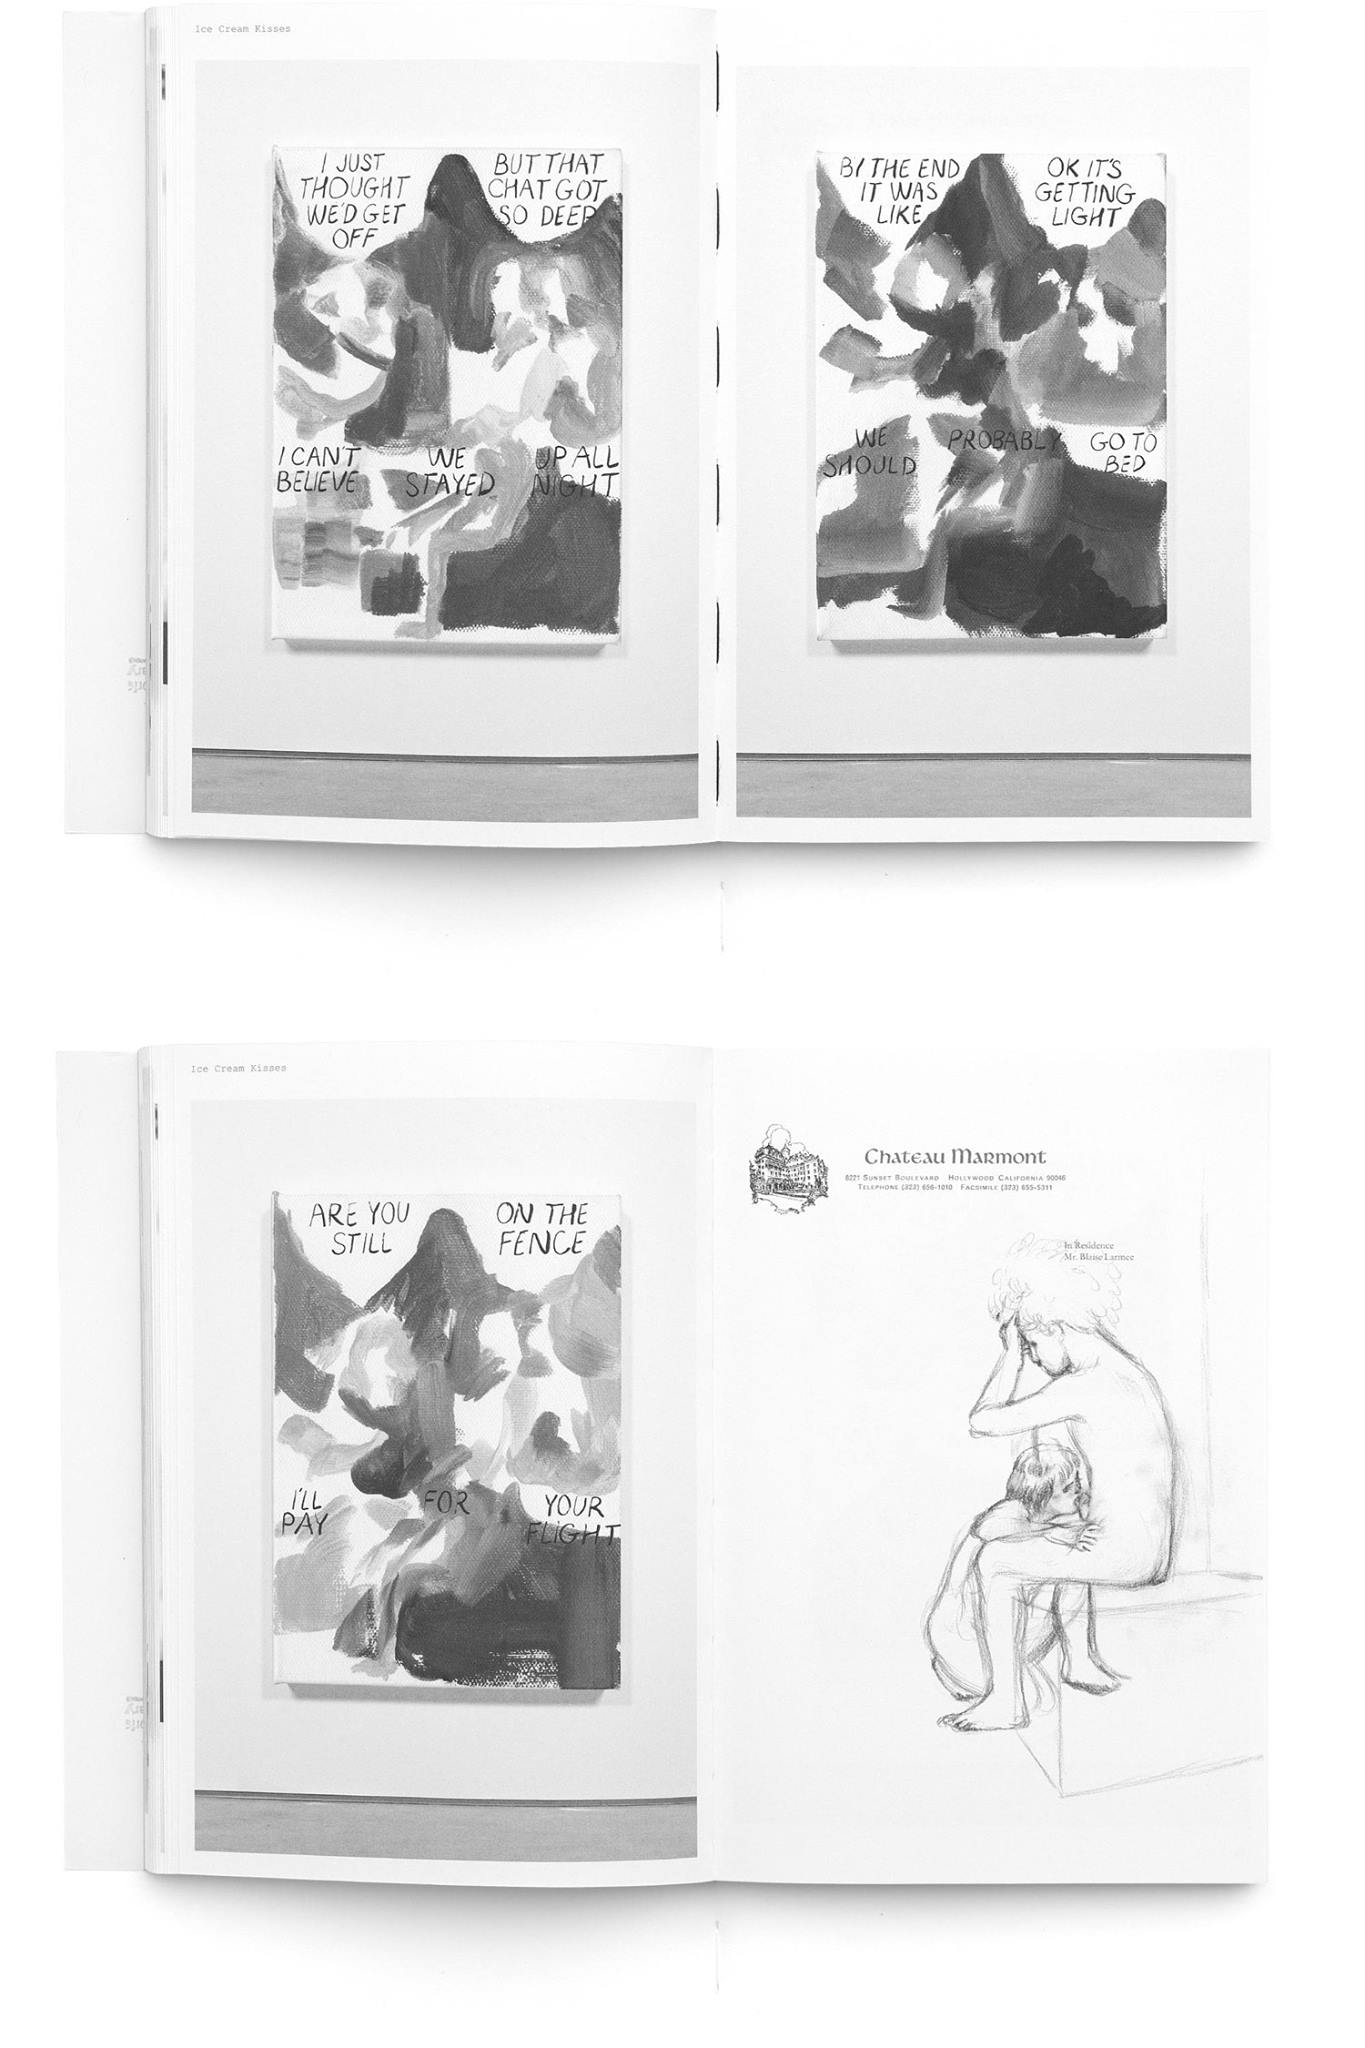 Ice Cream Kisses
I JUST
THOUGHT
WE'D GET
OFF
BUT THAT
CHAT GOT
SO DEEP
I CAN'T
BELIEVE
WE
STAYED
UP ALL
NIGHT
BY THE END
IT WAS
LIKE
OK IT'S
GETTING
LIGHT
WE
SHOULD
PROBABLY
GO TO
BED
Ice Cream Kisses
ARE YOU
STILL
ON THE
FENCE
I'LL
PAY
FOR
YOUR
FLIGHT
Chateau Marmont
8221 Sunset Boulevard Hollywood California 90046
Telephone (323) 656-1010 Facsimile (323) 655-5311
In Residence
Mr. Blaise Larmee